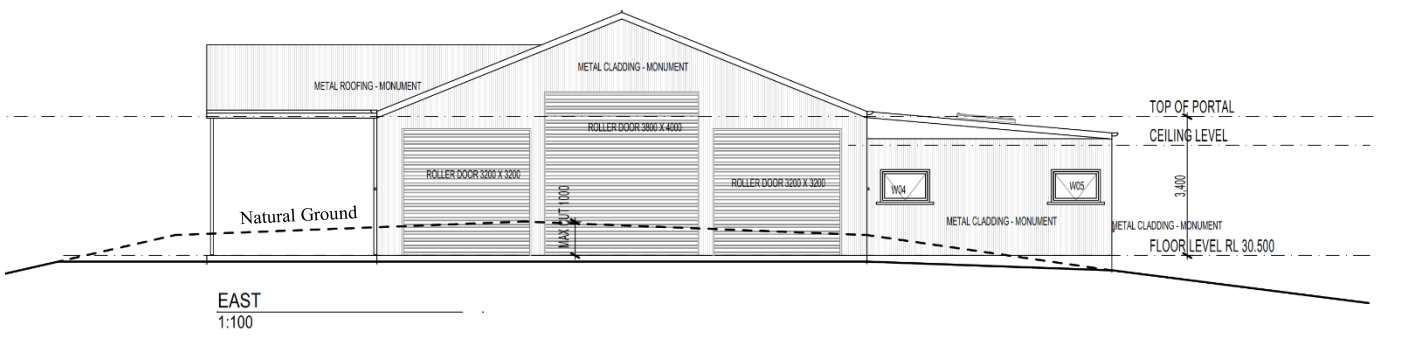 METAL CLADDING - MONUMENT
METAL ROOFING - MONUMENT
TOP OF PORTAL
ROLLER DOOR 3800 X 4000
CEILING LEVEL
ROLLER DOOR 3200 X 3200
ROLLER DOOR 3200 X 3200
W04
W05
3.400
Natural Ground
MAX CUT 1000
METAL CLADDING - MONUMENT
METAL CLADDING - MONUMENT
FLOOR LEVEL RL 30.500
EAST
1:100